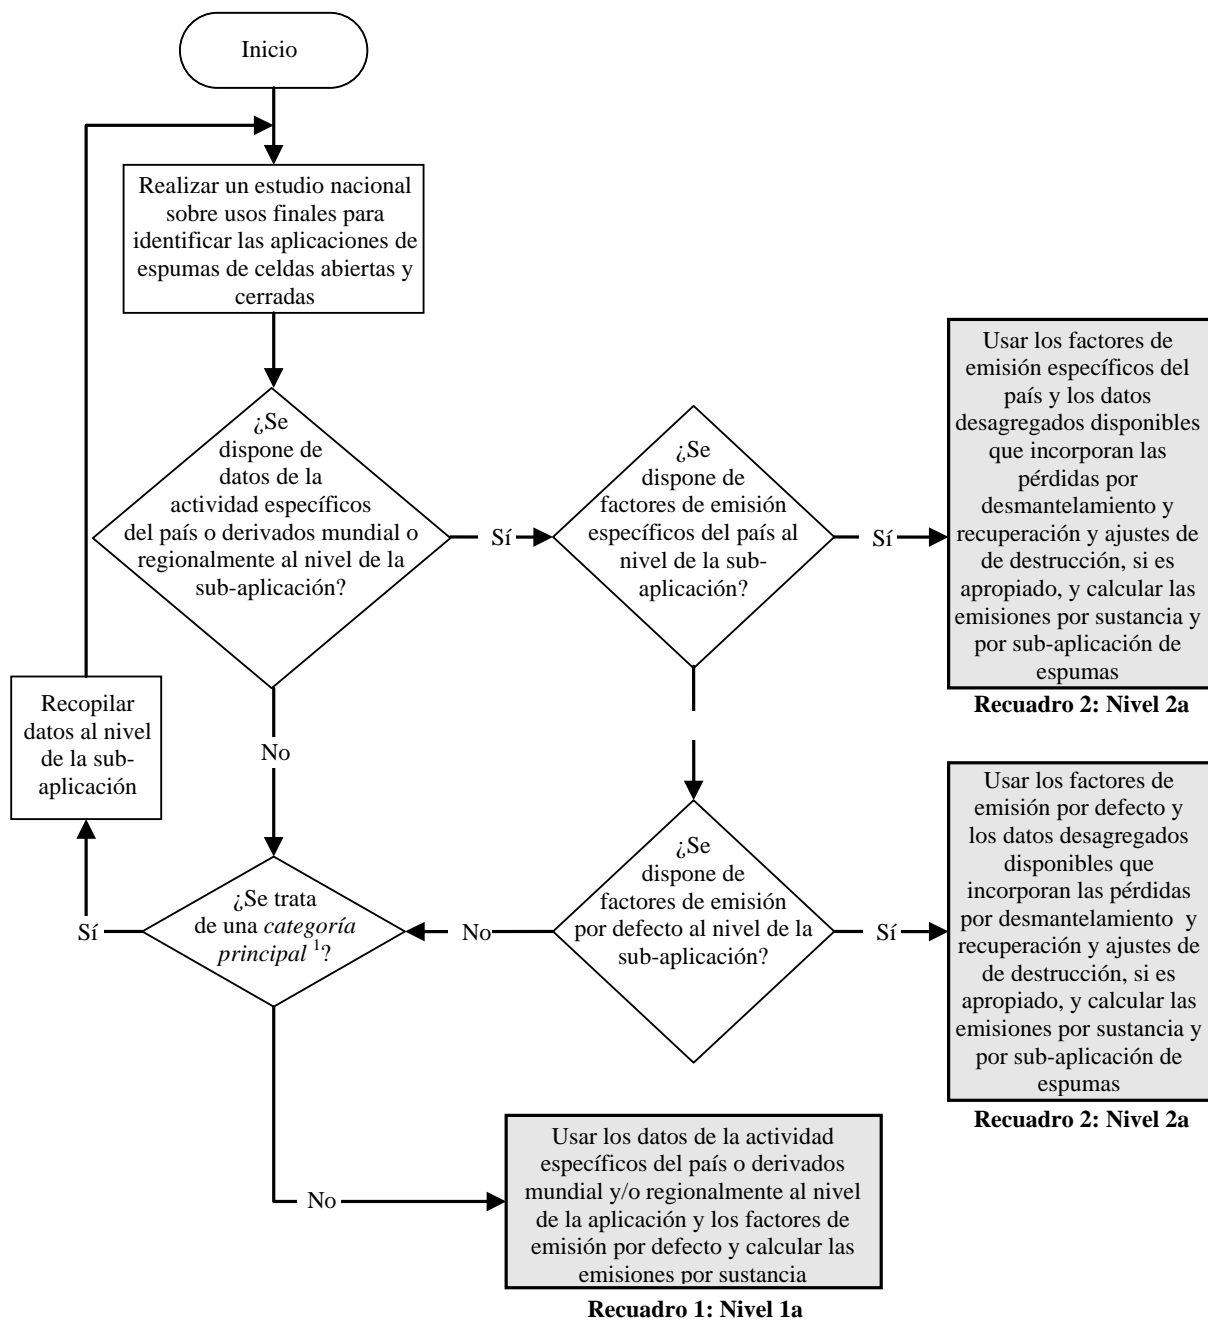 Inicio
Realizar un estudio nacional
sobre usos finales para
identificar las aplicaciones de
espumas de celdas abiertas y
cerradas
¿Se
dispone de
datos de la
actividad específicos
del país o derivados mundial o
regionalmente al nivel de la
sub-aplicación?
Sí
¿Se
dispone de
factores de emisión
específicos del país al
nivel de la sub-
aplicación?
Sí
Usar los factores de
emisión específicos del
país y los datos
desagregados disponibles
que incorporan las
pérdidas por
desmantelamiento y
recuperación y ajustes de
de destrucción, si es
apropiado, y calcular las
emisiones por sustancia y
por sub-aplicación de
espumas
Recuadro 2: Nivel 2a
Recopilar
datos al nivel
de la sub-
aplicación
No
¿Se
dispone de
factores de emisión
por defecto al nivel de la
sub-aplicación?
Sí
Usar los factores de
emisión por defecto y
los datos desagregados
disponibles que
incorporan las pérdidas
por desmantelamiento y
recuperación y ajustes de
de destrucción, si es
apropiado, y calcular las
emisiones por sustancia y
por sub-aplicación de
espumas
Recuadro 2: Nivel 2a
No
¿Se trata
de una categoría
principal 1?
Sí
No
Usar los datos de la actividad
específicos del país o derivados
mundial y/o regionalmente al nivel
de la aplicación y los factores de
emisión por defecto y calcular las
emisiones por sustancia
Recuadro 1: Nivel 1a